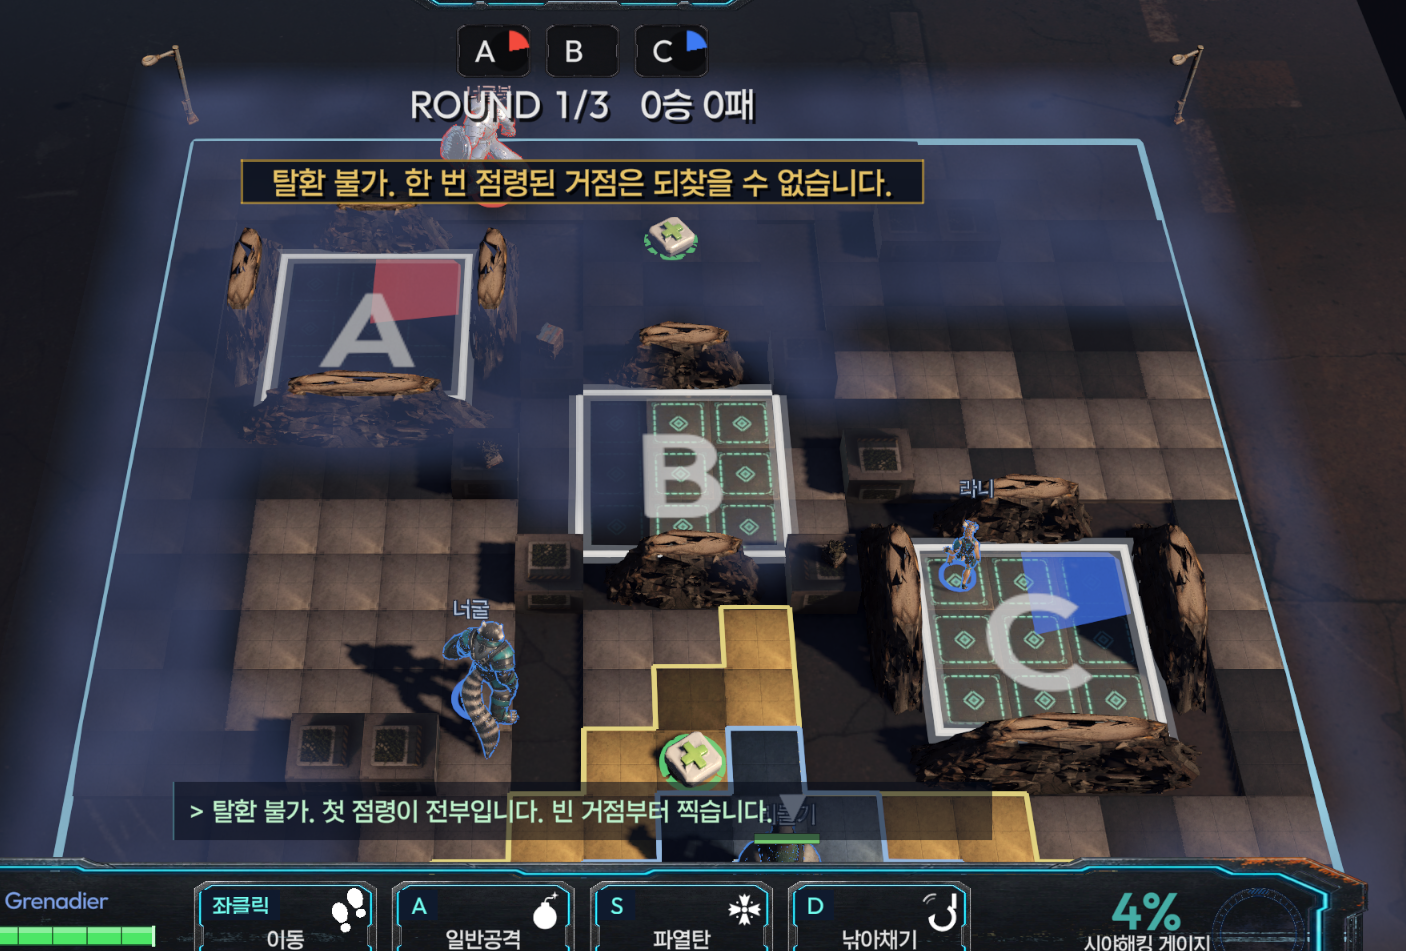 A B C
ROUND 1/3 0승 0패
탈환 불가. 한 번 점령된 거점은 되찾을 수 없습니다.
A
B
라니
C
너굴
> 탈환 불가. 첫 점령이 전부입니다. 빈 거점부터 찍습니다.
Grenadier
좌클릭
이동
A
일반공격
S
파열탄
D
낚아채기
4%
시야해킹 게이지